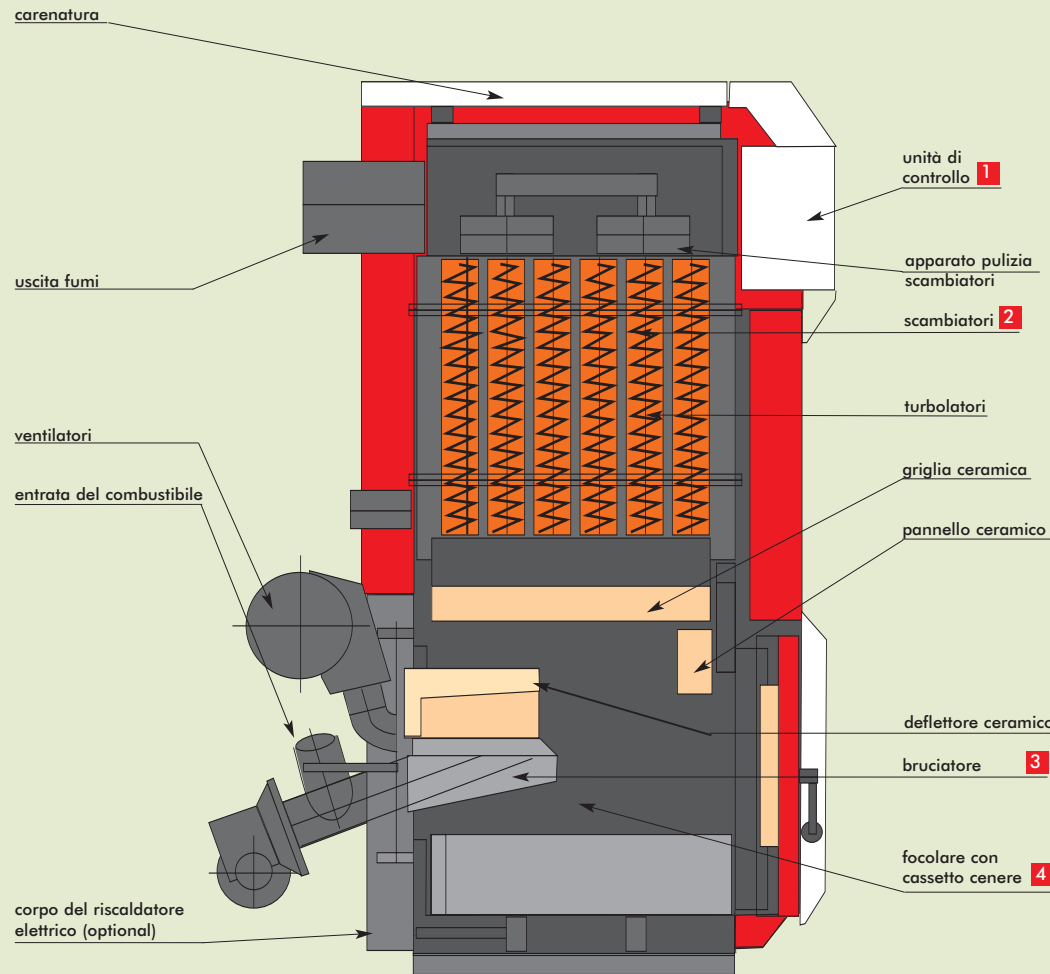 carenatura
unità di
controllo 1
apparato pulizia
scambiatori
uscita fumi
scambiatori 2
turbolatori
ventilatori
griglia ceramica
entrata del combustibile
pannello ceramico
deflettore ceramico
bruciatore 3
focolare con
cassetto cenere 4
corpo del riscaldatore
elettrico (optional)